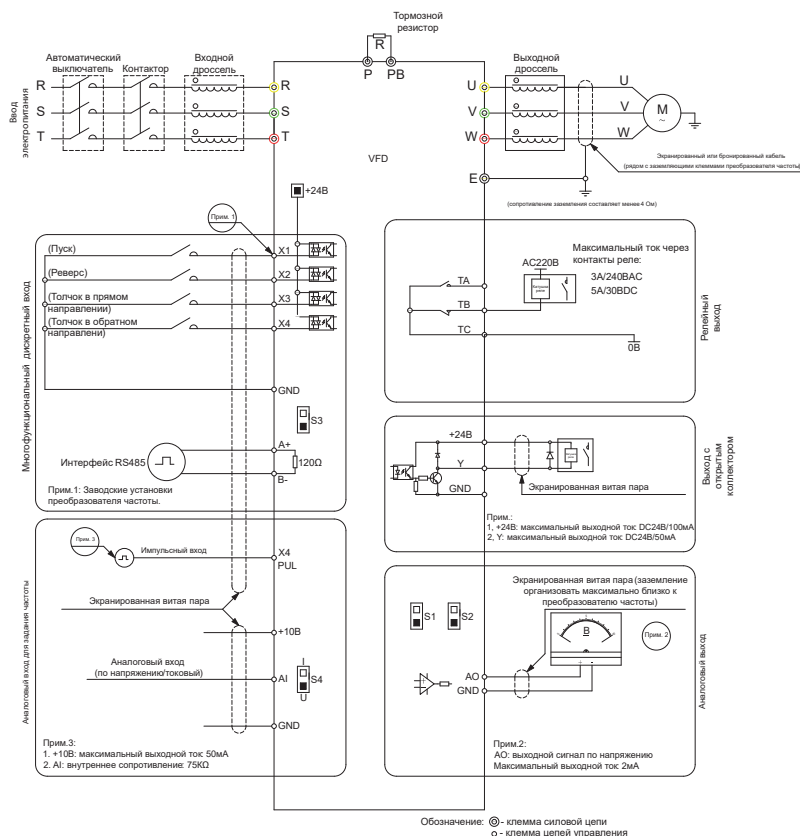 Тормозной
резистор
R
P PB
Автоматический
выключатель
Контактор
Входной
дроссель
Выходной
дроссель
Ввод
электропитания
R
S
T
R
S
T
U
V
W
U
V
W
M
~
VFD
E
Экранированный или бронированный кабель
(рядом с заземляющими клеммами преобразователя частоты)
(сопротивление заземления составляет менее 4 Ом)
+24В
Прим. 1
Многофункциональный дискретный вход
(Пуск)
X1
(Реверс)
X2
(Толчок в прямом
направлении)
X3
(Толчок в обратном
направлени)
X4
GND
S3
Интерфейс RS485
A+
120Ω
B-
Прим.1: Заводские установки
преобразователя частоты.
Аналоговый вход для задания частоты
Прим. 3
Импульсный вход
X4
PUL
Экранированная витая пара
+10В
Аналоговый вход
(по напряжению/токовый)
AI
I
S4
U
GND
Прим.3:
1. +10В: максимальный выходной ток: 50мА
2. AI: внутреннее сопротивление: 75KΩ
TA
TB
TC
AC220В
Максимальный ток через
контакты реле:
3A/240BAC
5A/30BDC
0В
Релейный
выход
+24В
Y
GND
Экранированная витая пара
Прим.:
1, +24В: максимальный выходной ток: DC24В/100мА
2, Y: максимальный выходной ток: DC24В/50мА
Выход с
открытым
коллектором
Экранированная витая пара (заземление
организовать максимально близко к
преобразователю частоты)
S1
S2
В
+ -
Прим. 2
AO
GND
Прим.2:
AO: выходной сигнал по напряжению
Максимальный выходной ток: 2мА
Аналоговый выход
Обозначение: - клемма силовой цепи
- клемма цепей управления